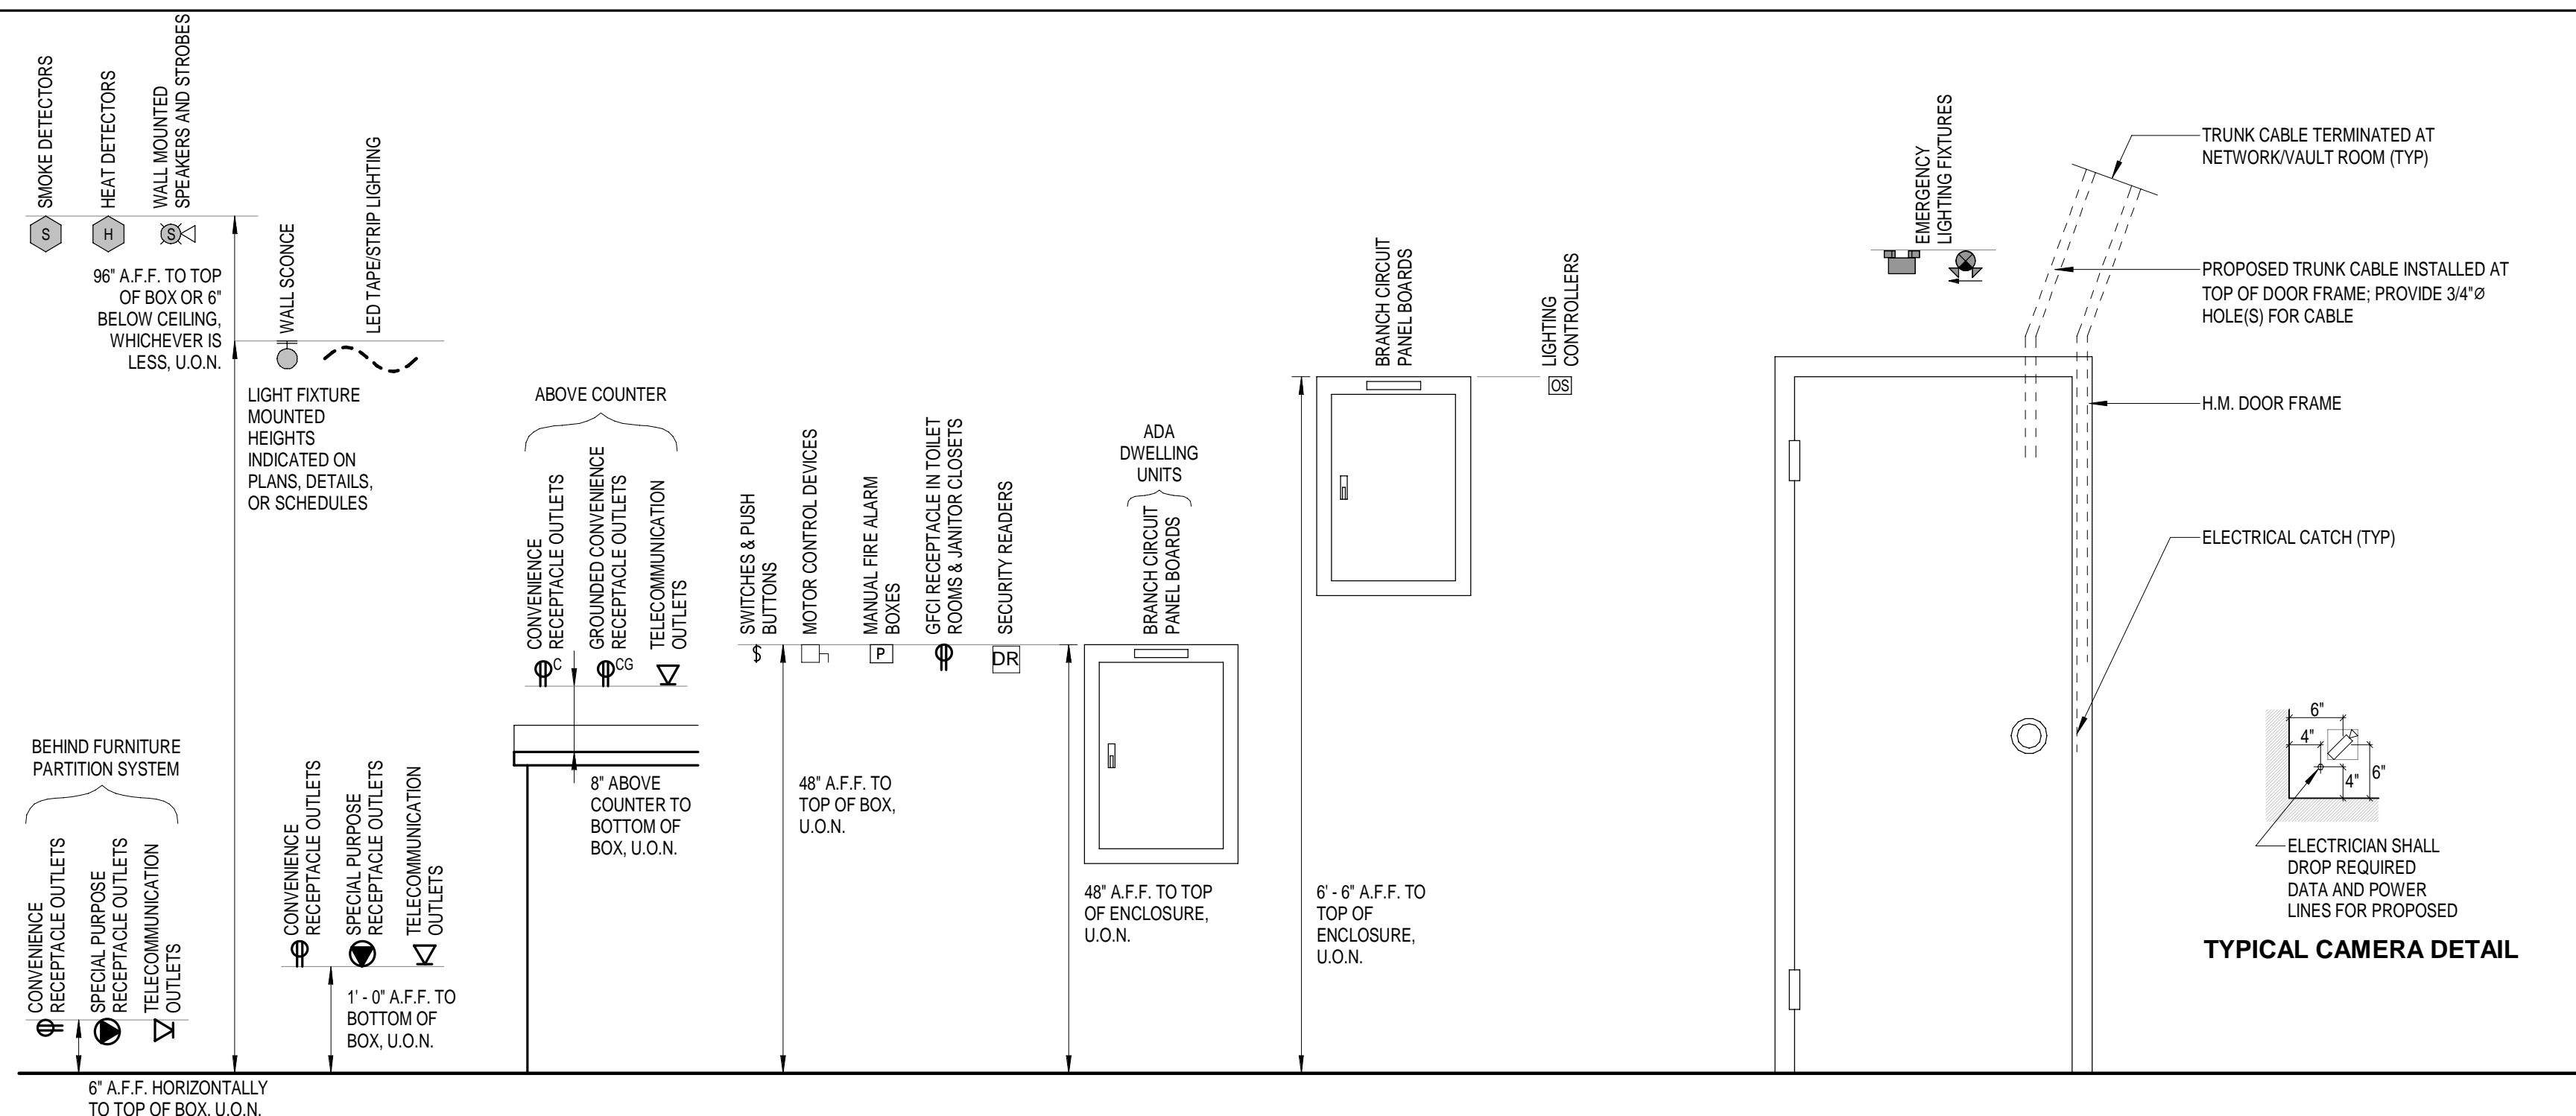 SMOKE DETECTORS
HEAT DETECTORS
WALL MOUNTED
SPEAKERS AND STROBES
S
H
S
96" A.F.F. TO TOP
OF BOX OR 6"
BELOW CEILING,
WHICHEVER IS
LESS, U.O.N.
WALL SCONCE
LED TAPE/STRIP LIGHTING
LIGHT FIXTURE
MOUNTED
HEIGHTS
INDICATED ON
PLANS, DETAILS,
OR SCHEDULES
BEHIND FURNITURE
PARTITION SYSTEM
CONVENIENCE
RECEPTACLE OUTLETS
SPECIAL PURPOSE
RECEPTACLE OUTLETS
TELECOMMUNICATION
OUTLETS
6" A.F.F. HORIZONTALLY
TO TOP OF BOX, U.O.N.
CONVENIENCE
RECEPTACLE OUTLETS
SPECIAL PURPOSE
RECEPTACLE OUTLETS
TELECOMMUNICATION
OUTLETS
1' - 0" A.F.F. TO
BOTTOM OF
BOX, U.O.N.
ABOVE COUNTER
CONVENIENCE
RECEPTACLE OUTLETS
GROUNDED CONVENIENCE
RECEPTACLE OUTLETS
TELECOMMUNICATION
OUTLETS
C
CG
8" ABOVE
COUNTER TO
BOTTOM OF
BOX, U.O.N.
SWITCHES & PUSH
BUTTONS
MOTOR CONTROL DEVICES
MANUAL FIRE ALARM
BOXES
GFCI RECEPTACLE IN TOILET
ROOMS & JANITOR CLOSETS
SECURITY READERS
$
P
DR
48" A.F.F. TO
TOP OF BOX,
U.O.N.
ADA
DWELLING
UNITS
BRANCH CIRCUIT
PANEL BOARDS
48" A.F.F. TO TOP
OF ENCLOSURE,
U.O.N.
BRANCH CIRCUIT
PANEL BOARDS
6' - 6" A.F.F. TO
TOP OF
ENCLOSURE,
U.O.N.
LIGHTING
CONTROLLERS
OS
EMERGENCY
LIGHTING FIXTURES
TRUNK CABLE TERMINATED AT
NETWORK/VAULT ROOM (TYP)
PROPOSED TRUNK CABLE INSTALLED AT
TOP OF DOOR FRAME; PROVIDE 3/4"Ø
HOLE(S) FOR CABLE
H.M. DOOR FRAME
ELECTRICAL CATCH (TYP)
6"
4"
4"
6"
ELECTRICIAN SHALL
DROP REQUIRED
DATA AND POWER
LINES FOR PROPOSED
TYPICAL CAMERA DETAIL